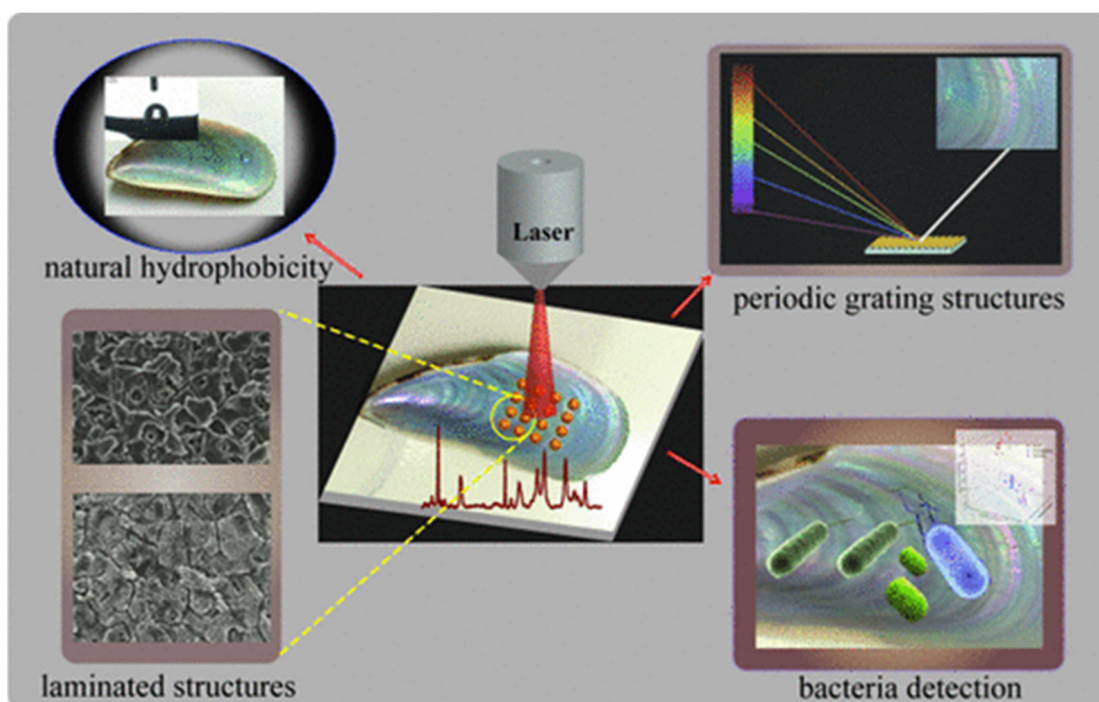 natural hydrophobicity
Laser
periodic grating structures
laminated structures
bacteria detection